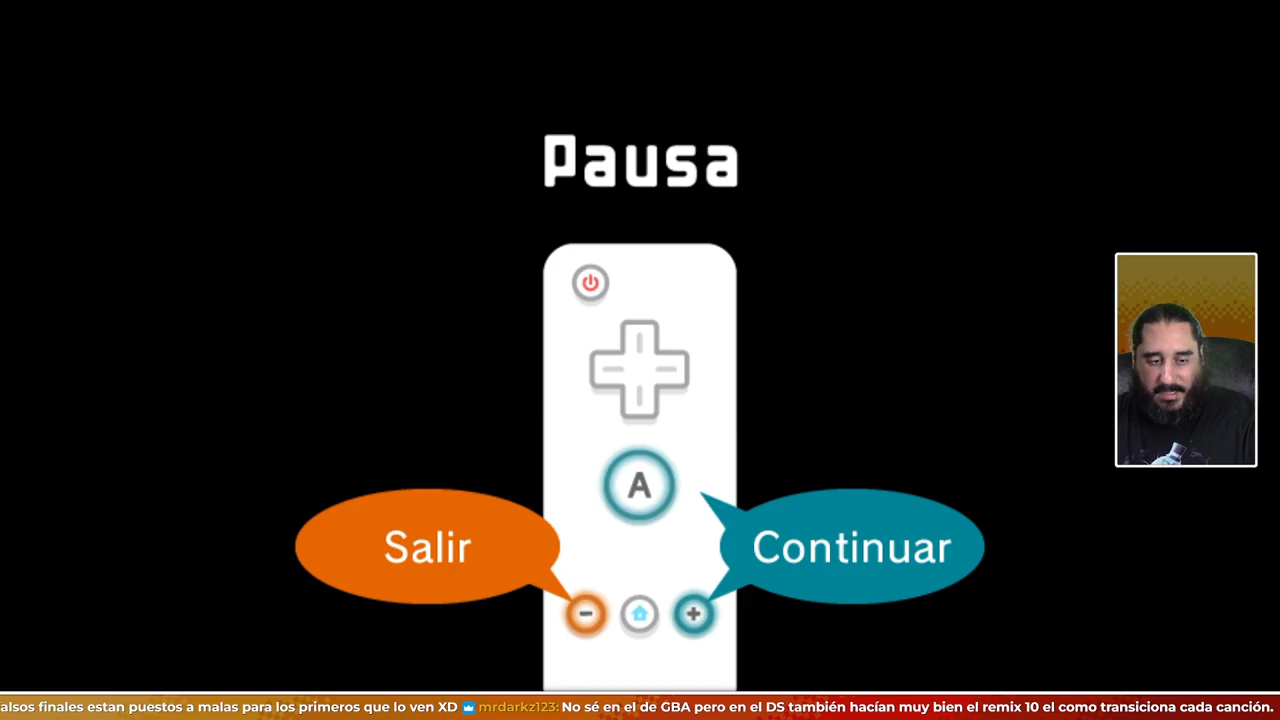 Pausa
A
Salir
Continuar
alsos finales estan puestos a malas para los primeros que lo ven XD mrdarkz123: No sé en el de GBA pero en el DS también hacían muy bien el remix 10 el como transiciona cada canción.